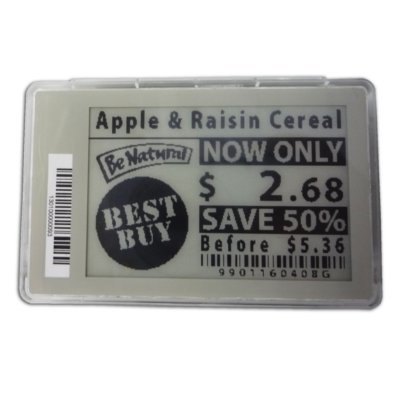 Apple & Raisin Cereal
Be Natural
NOW ONLY
$ 2.68
BEST
BUY
SAVE 50%
Before $5.36
9901160408G